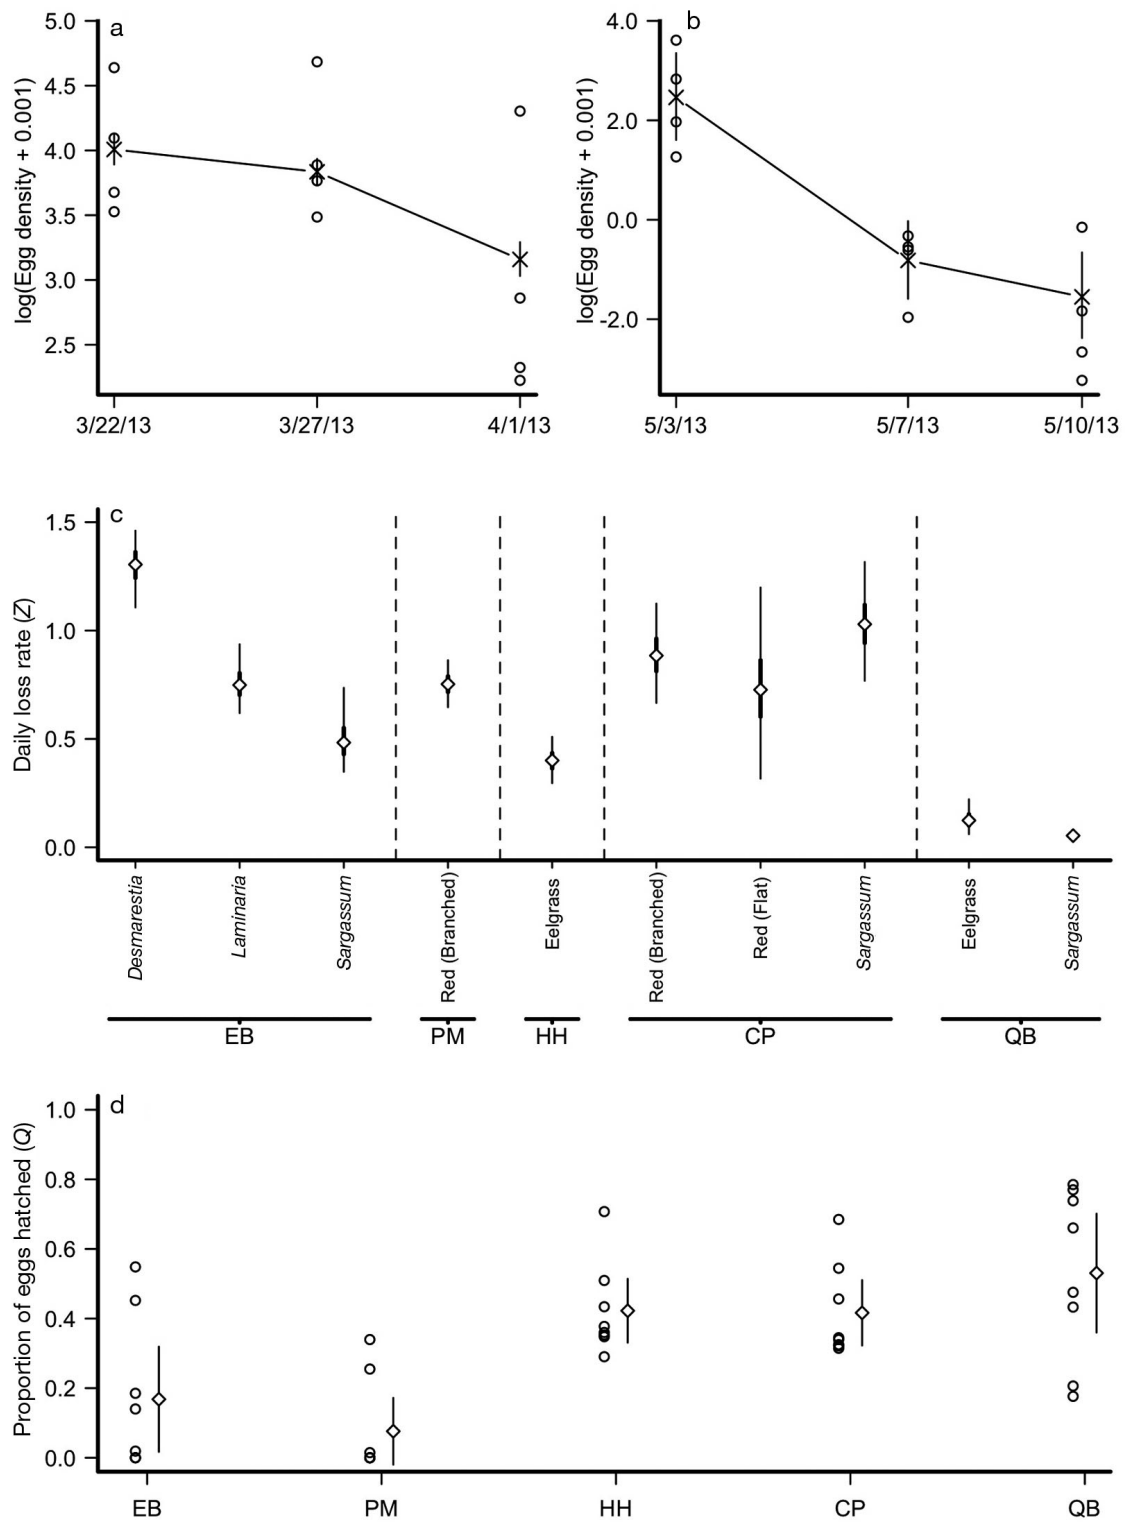 a
log(Egg density + 0.001)
5.0
4.5
4.0
3.5
3.0
2.5
3/22/13 3/27/13 4/1/13
b
log(Egg density + 0.001)
4.0
2.0
0.0
-2.0
5/3/13 5/7/13 5/10/13
c
Daily loss rate (Z)
1.5
1.0
0.5
0.0
Desmarestia
Laminaria
Sargassum
Red (Branched)
Eelgrass
Red (Branched)
Red (Flat)
Sargassum
Eelgrass
Sargassum
EB PM HH CP QB
d
Proportion of eggs hatched (Q)
1.0
0.8
0.6
0.4
0.2
0.0
EB PM HH CP QB